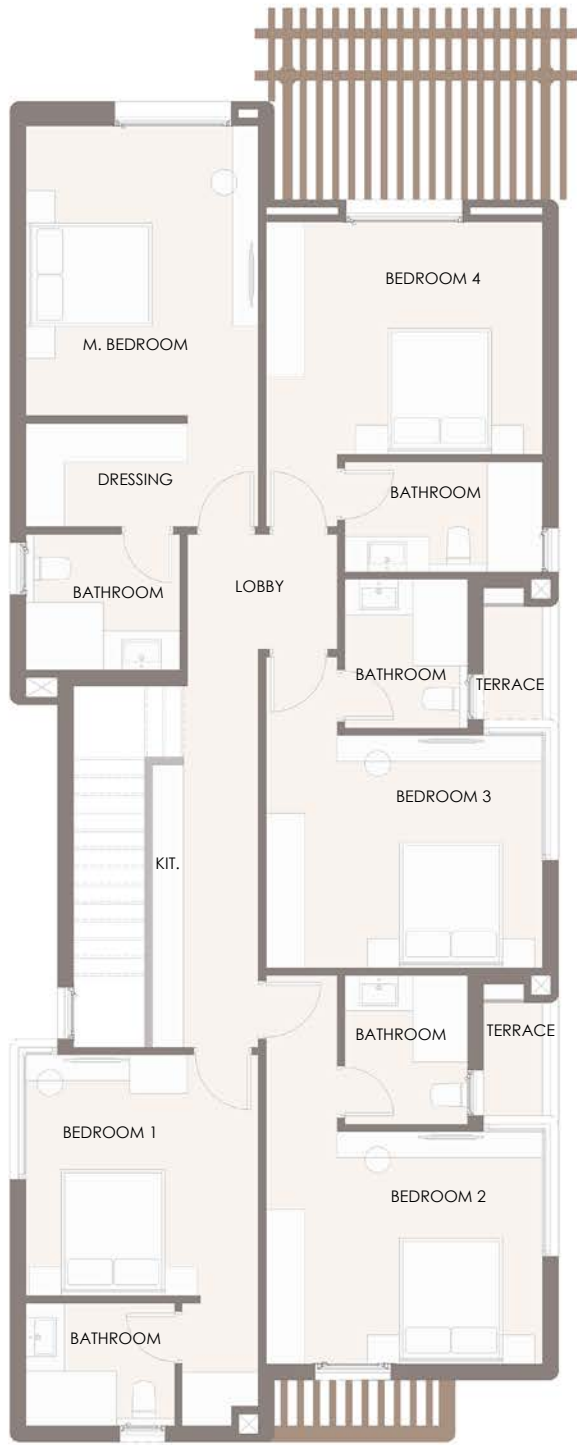 BEDROOM 4
M. BEDROOM
DRESSING
BATHROOM
BATHROOM
LOBBY
BATHROOM
TERRACE
BEDROOM 3
KIT.
BATHROOM
TERRACE
BEDROOM 1
BEDROOM 2
BATHROOM